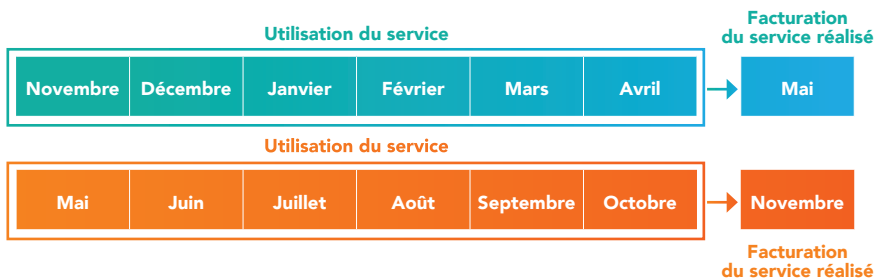 Utilisation du service
Facturation
du service réalisé
Novembre Décembre Janvier Février Mars Avril Mai
Utilisation du service
Mai Juin Juillet Août Septembre Octobre Novembre
Facturation
du service réalisé